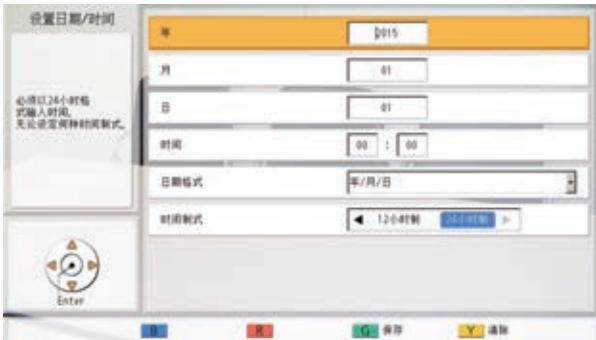 设置日期/时间
必须以24小时格
式输入时间,
无论设定何种时间制式。
Enter
年 2015
月 01
日 01
时间 00 : 00
日期格式 年/月/日
时间制式 12小时制 24小时制
B R G 保存 Y 清除